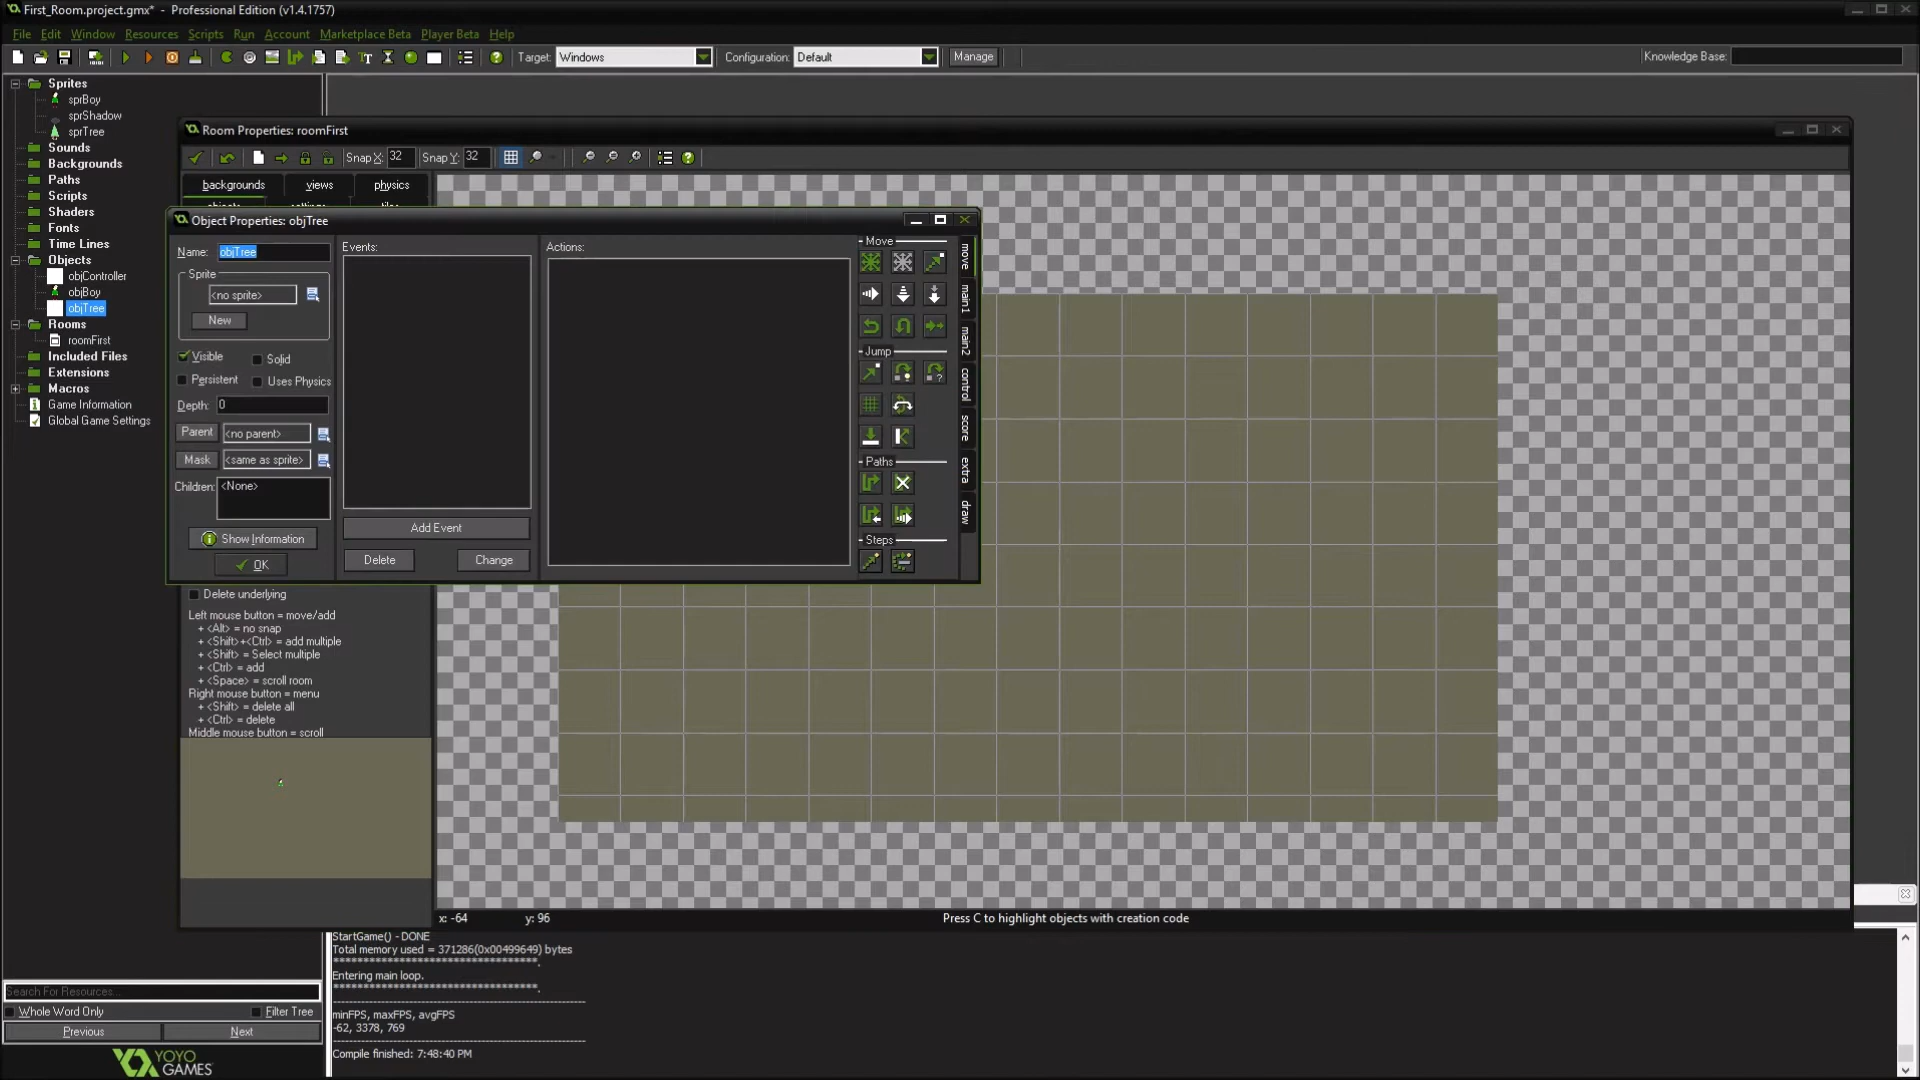 First_Room.project.gmx* - Professional Edition (v1.4.1757)
File Edit Window Resources Scripts Run Account Marketplace Beta Player Beta Help
Target: Windows Configuration: Default Manage Knowledge Base:
Sprites
sprBoy
sprShadow
sprTree
Sounds
Backgrounds
Paths
Scripts
Shaders
Fonts
Time Lines
Objects
objController
objBoy
objTree
Rooms
roomFirst
Included Files
Extensions
Macros
Game Information
Global Game Settings
Room Properties: roomFirst
Snap X: 32 Snap Y: 32
backgrounds views physics
Object Properties: objTree
Name: objTree
Sprite
<no sprite>
New
Visible Solid
Persistent Uses Physics
Depth: 0
Parent <no parent>
Mask <same as sprite>
Children: <None>
Show Information
OK
Events:
Add Event
Delete Change
Actions:
Move
Jump
Paths
Steps
move
main1
main2
control
score
extra
draw
Delete underlying
Left mouse button = move/add
+ <Alt> = no snap
+ <Shift>+<Ctrl> = add multiple
+ <Shift> = Select multiple
+ <Ctrl> = add
+ <Space> = scroll room
Right mouse button = menu
+ <Shift> = delete all
+ <Ctrl> = delete
Middle mouse button = scroll
x: -64 y: 96 Press C to highlight objects with creation code
StartGame() - DONE
Total memory used = 371286(0x00499649) bytes
Entering main loop.
minFPS, maxFPS, avgFPS
-62, 3378, 769
Compile finished: 7:48:40 PM
Search For Resources...
Whole Word Only Filter Tree
Previous Next
YOYO
GAMES